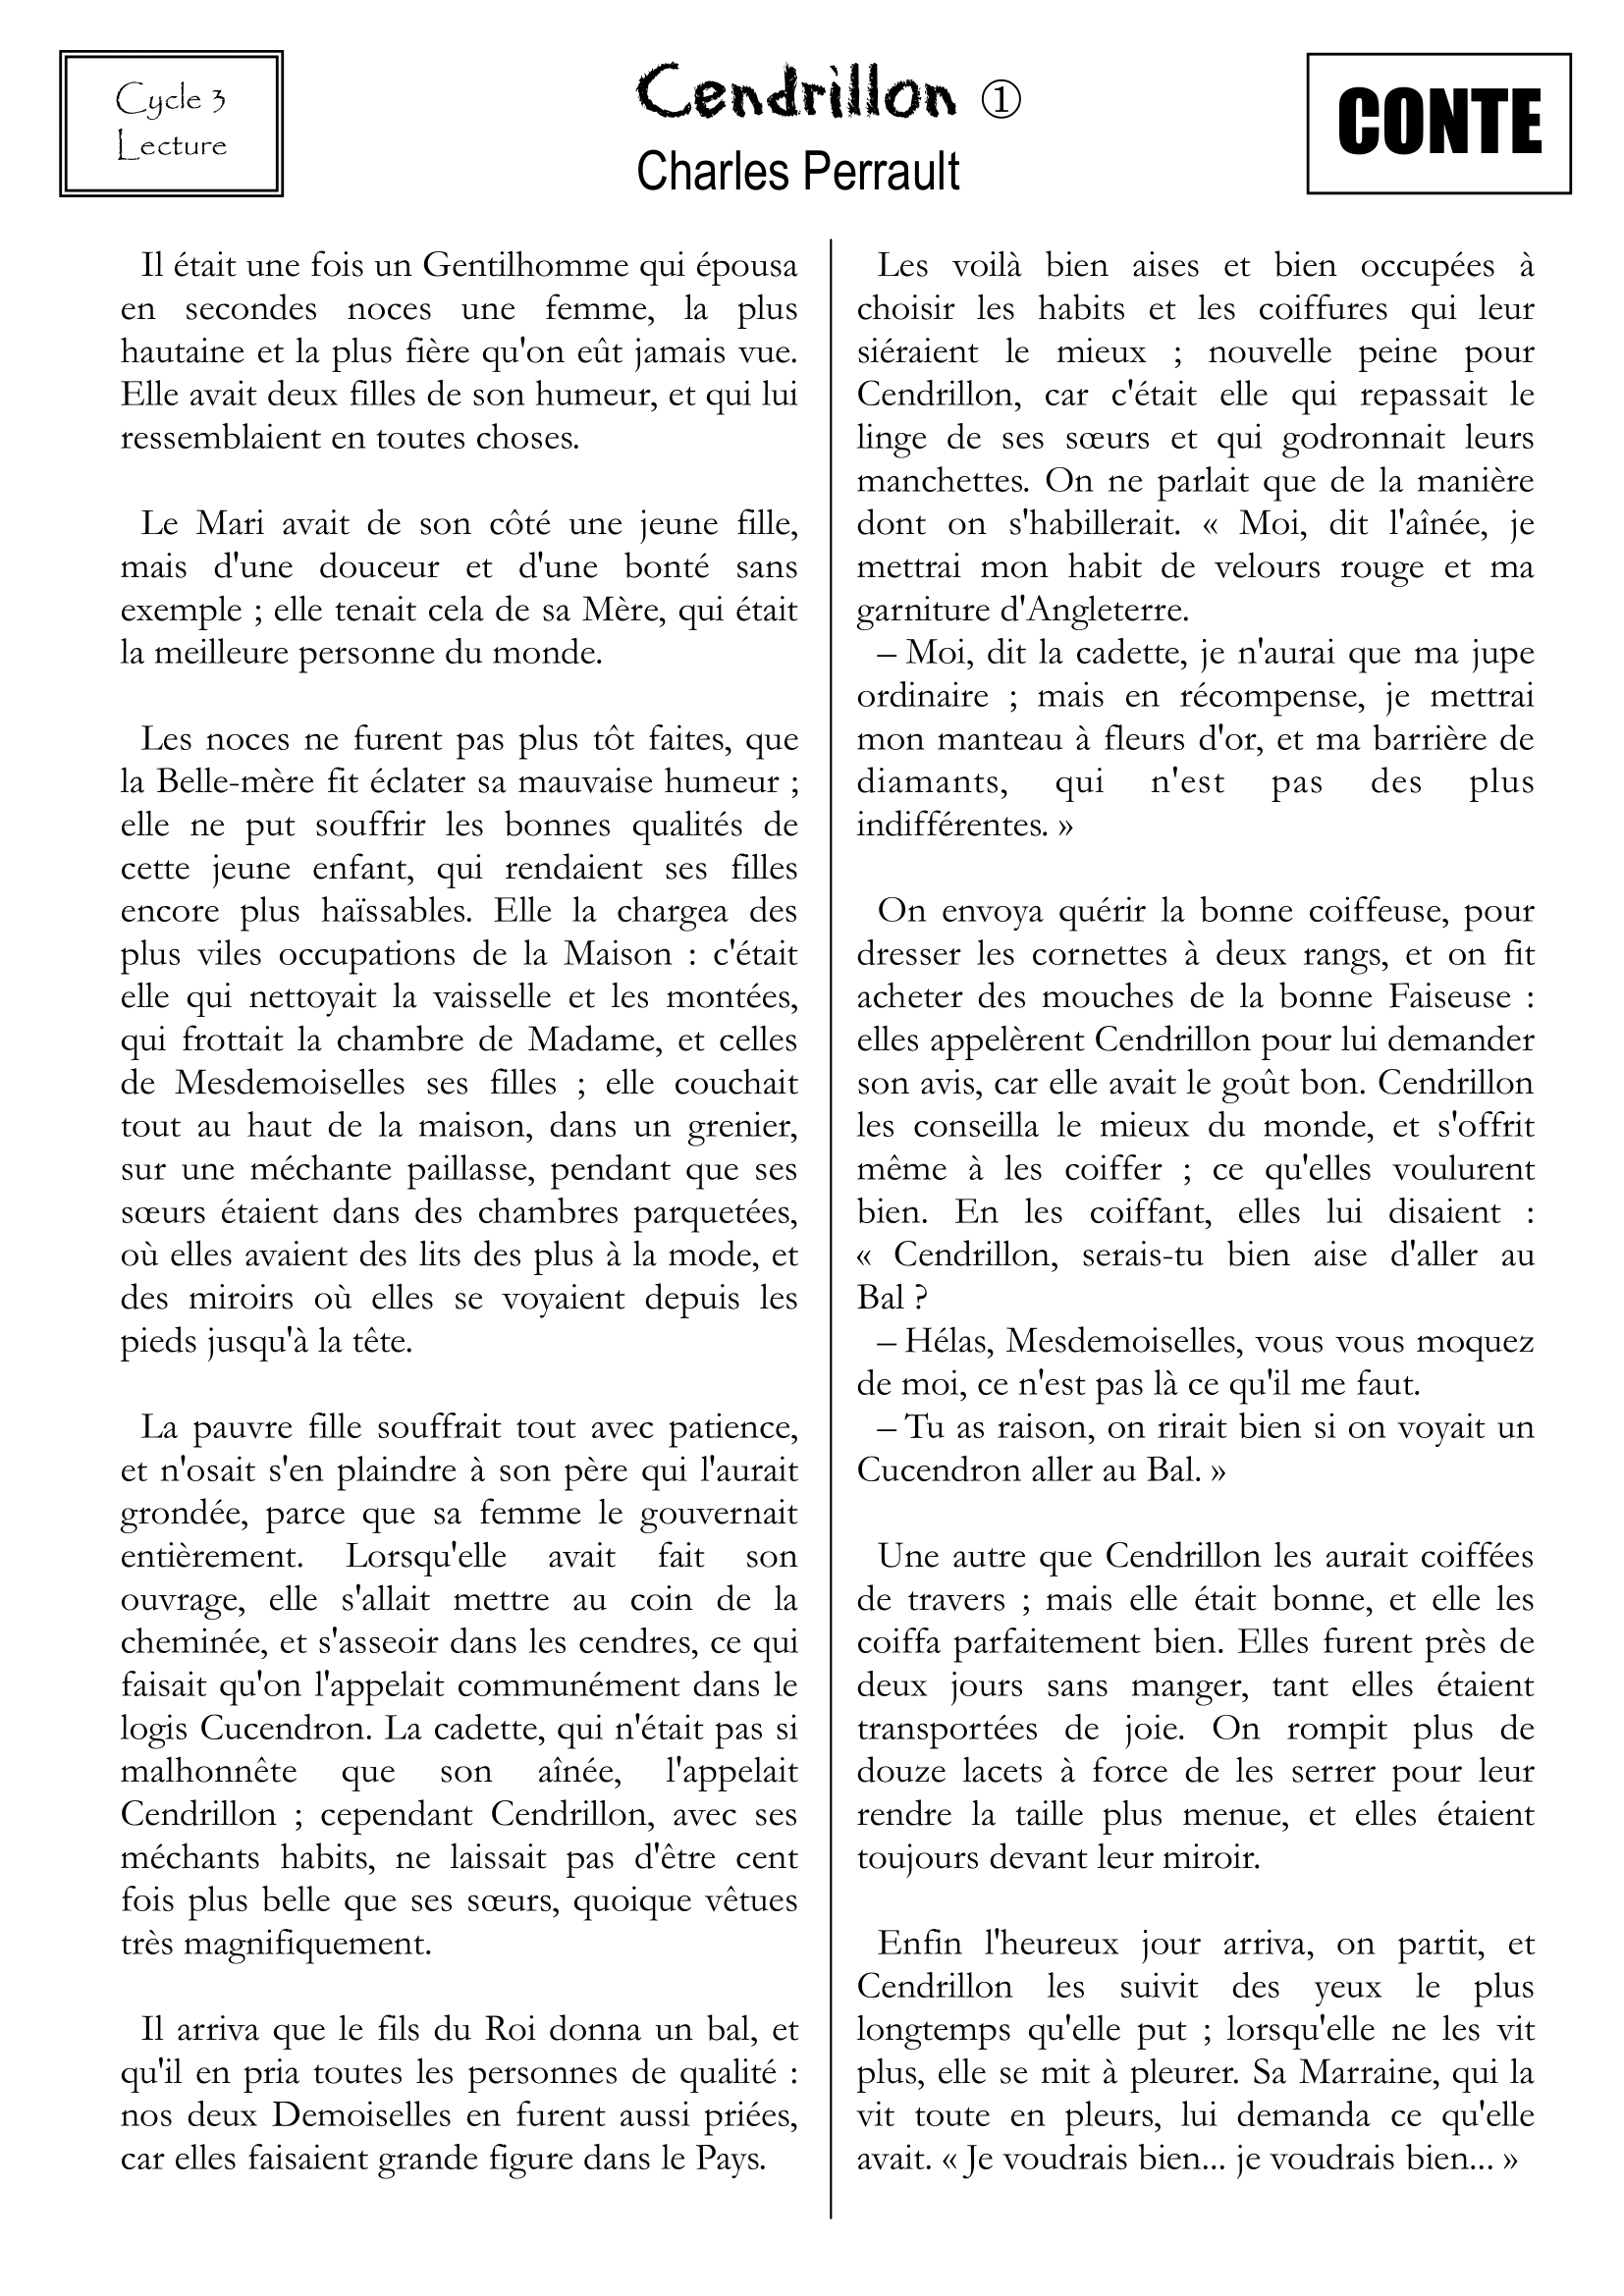 Cycle 3
Lecture
Cendrillon ①
Charles Perrault
CONTE
Il était une fois un Gentilhomme qui épousa
en secondes noces une femme, la plus
hautaine et la plus fière qu'on eût jamais vue.
Elle avait deux filles de son humeur, et qui lui
ressemblaient en toutes choses.
Le Mari avait de son côté une jeune fille,
mais d'une douceur et d'une bonté sans
exemple ; elle tenait cela de sa Mère, qui était
la meilleure personne du monde.
Les noces ne furent pas plus tôt faites, que
la Belle-mère fit éclater sa mauvaise humeur ;
elle ne put souffrir les bonnes qualités de
cette jeune enfant, qui rendaient ses filles
encore plus haïssables. Elle la chargea des
plus viles occupations de la Maison : c'était
elle qui nettoyait la vaisselle et les montées,
qui frottait la chambre de Madame, et celles
de Mesdemoiselles ses filles ; elle couchait
tout au haut de la maison, dans un grenier,
sur une méchante paillasse, pendant que ses
sœurs étaient dans des chambres parquetées,
où elles avaient des lits des plus à la mode, et
des miroirs où elles se voyaient depuis les
pieds jusqu'à la tête.
La pauvre fille souffrait tout avec patience,
et n'osait s'en plaindre à son père qui l'aurait
grondée, parce que sa femme le gouvernait
entièrement. Lorsqu'elle avait fait son
ouvrage, elle s'allait mettre au coin de la
cheminée, et s'asseoir dans les cendres, ce qui
faisait qu'on l'appelait communément dans le
logis Cucendron. La cadette, qui n'était pas si
malhonnête que son aînée, l'appelait
Cendrillon ; cependant Cendrillon, avec ses
méchants habits, ne laissait pas d'être cent
fois plus belle que ses sœurs, quoique vêtues
très magnifiquement.
Il arriva que le fils du Roi donna un bal, et
qu'il en pria toutes les personnes de qualité :
nos deux Demoiselles en furent aussi priées,
car elles faisaient grande figure dans le Pays.
Les voilà bien aises et bien occupées à
choisir les habits et les coiffures qui leur
siéraient le mieux ; nouvelle peine pour
Cendrillon, car c'était elle qui repassait le
linge de ses sœurs et qui godronnait leurs
manchettes. On ne parlait que de la manière
dont on s'habillerait. « Moi, dit l'aînée, je
mettrai mon habit de velours rouge et ma
garniture d'Angleterre.
– Moi, dit la cadette, je n'aurai que ma jupe
ordinaire ; mais en récompense, je mettrai
mon manteau à fleurs d'or, et ma barrière de
diamants, qui n'est pas des plus
indifférentes. »
On envoya quérir la bonne coiffeuse, pour
dresser les cornettes à deux rangs, et on fit
acheter des mouches de la bonne Faiseuse :
elles appelèrent Cendrillon pour lui demander
son avis, car elle avait le goût bon. Cendrillon
les conseilla le mieux du monde, et s'offrit
même à les coiffer ; ce qu'elles voulurent
bien. En les coiffant, elles lui disaient :
« Cendrillon, serais-tu bien aise d'aller au
Bal ?
– Hélas, Mesdemoiselles, vous vous moquez
de moi, ce n'est pas là ce qu'il me faut.
– Tu as raison, on rirait bien si on voyait un
Cucendron aller au Bal. »
Une autre que Cendrillon les aurait coiffées
de travers ; mais elle était bonne, et elle les
coiffa parfaitement bien. Elles furent près de
deux jours sans manger, tant elles étaient
transportées de joie. On rompit plus de
douze lacets à force de les serrer pour leur
rendre la taille plus menue, et elles étaient
toujours devant leur miroir.
Enfin l'heureux jour arriva, on partit, et
Cendrillon les suivit des yeux le plus
longtemps qu'elle put ; lorsqu'elle ne les vit
plus, elle se mit à pleurer. Sa Marraine, qui la
vit toute en pleurs, lui demanda ce qu'elle
avait. « Je voudrais bien... je voudrais bien... »